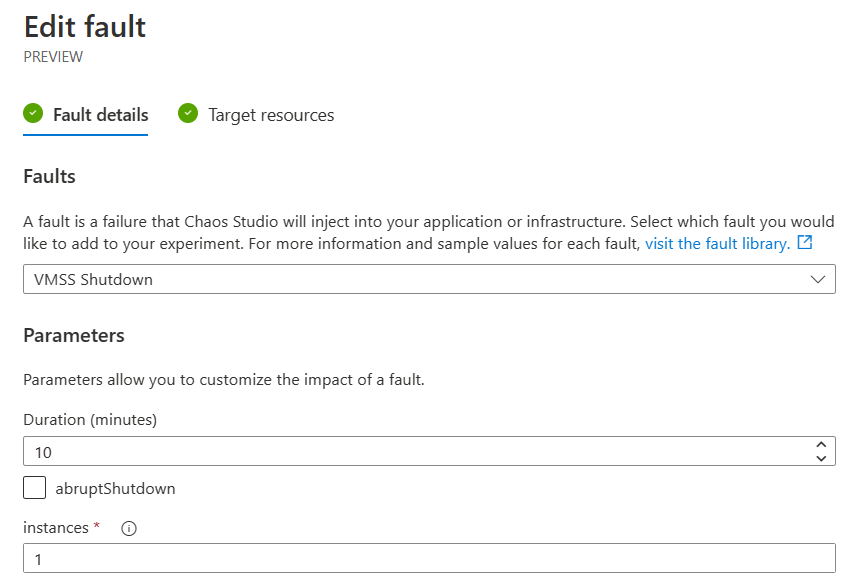 Edit fault
PREVIEW
Fault details
Target resources
Faults
A fault is a failure that Chaos Studio will inject into your application or infrastructure. Select which fault you would
like to add to your experiment. For more information and sample values for each fault, visit the fault library.
VMSS Shutdown
Parameters
Parameters allow you to customize the impact of a fault.
Duration (minutes)
10
abruptShutdown
instances *
1